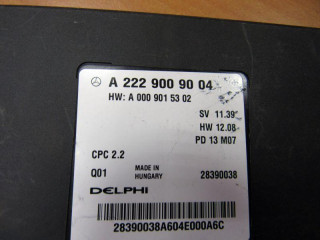 A 222 900 90 04
HW: A 000 901 53 02
SV 11.39
HW 12.08
PD 13 M07
CPC 2.2
Q01
MADE IN
HUNGARY
28390038
DELPHI
28390038A604E000A6C